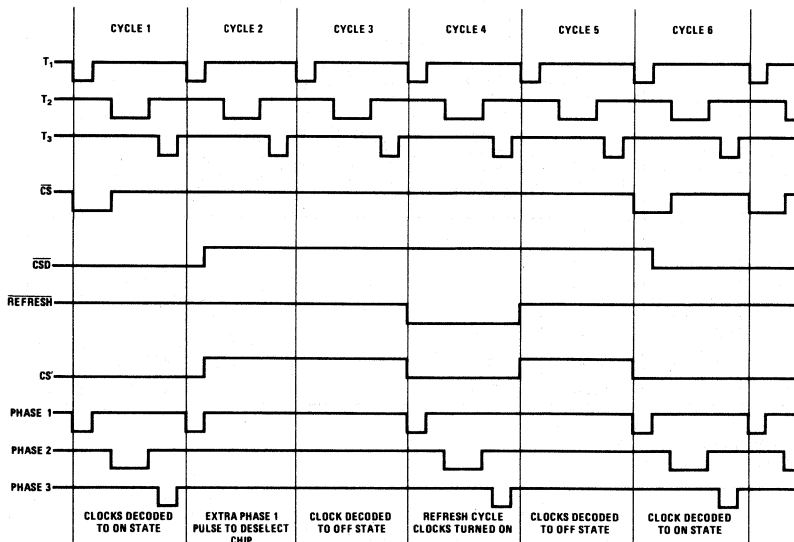 CYCLE 1 CYCLE 2 CYCLE 3 CYCLE 4 CYCLE 5 CYCLE 6
T1
T2
T3
CS
CSD
REFRESH
CS'
PHASE 1
PHASE 2
PHASE 3
CLOCKS DECODED
TO ON STATE
EXTRA PHASE 1
PULSE TO DESELECT
CHIP
CLOCK DECODED
TO OFF STATE
REFRESH CYCLE
CLOCKS TURNED ON
CLOCKS DECODED
TO OFF STATE
CLOCK DECODED
TO ON STATE